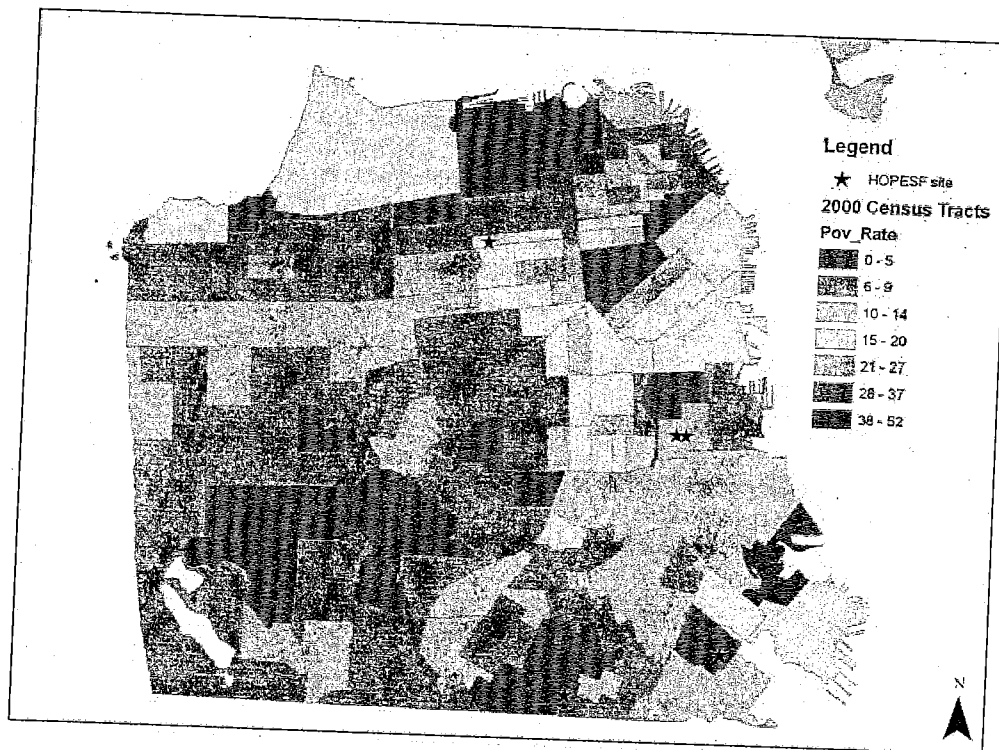 Legend
★ HOPESF site
2000 Census Tracts
Pov_Rate
0 - 5
6 - 9
10 - 14
15 - 20
21 - 27
28 - 37
38 - 52
N